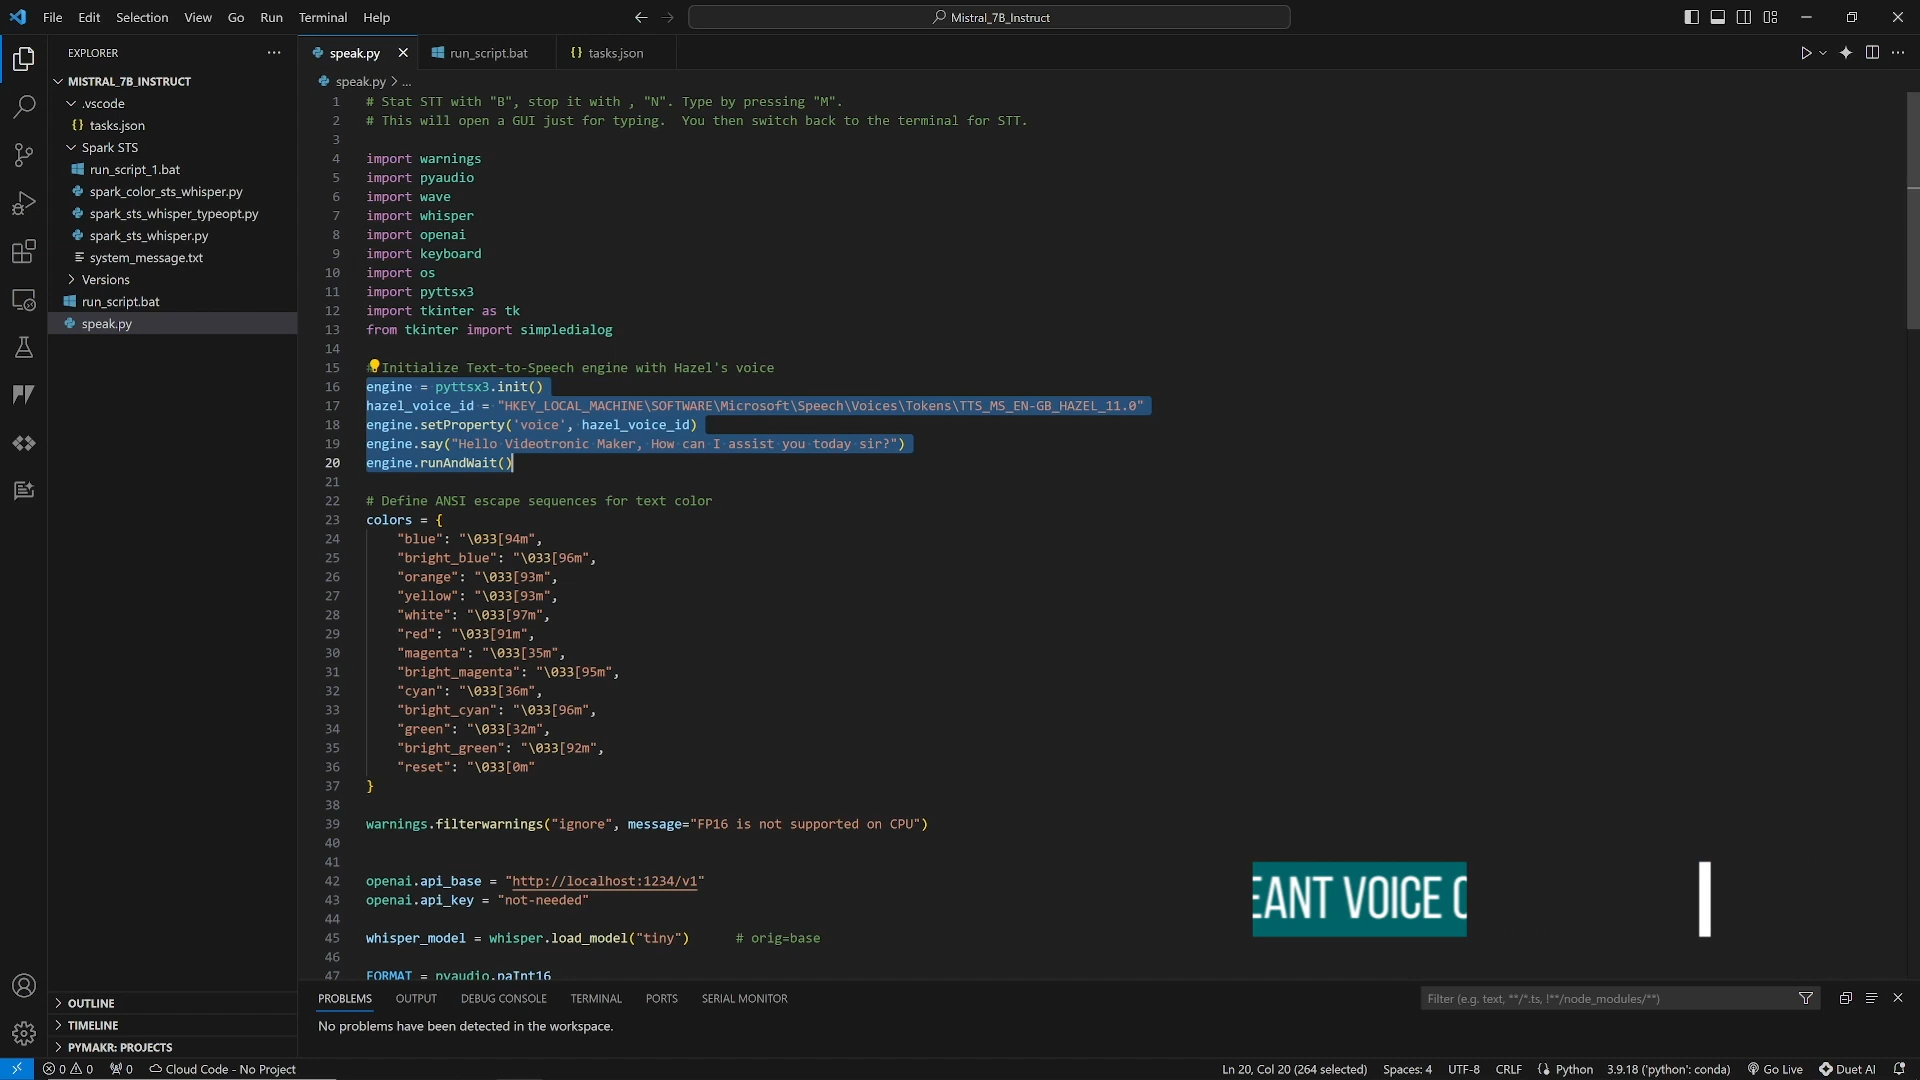 File Edit Selection View Go Run Terminal Help
Mistral_7B_Instruct
EXPLORER
MISTRAL_7B_INSTRUCT
.vscode
tasks.json
Spark STS
run_script_1.bat
spark_color_sts_whisper.py
spark_sts_whisper_typeopt.py
spark_sts_whisper.py
system_message.txt
Versions
run_script.bat
speak.py
OUTLINE
TIMELINE
PYMAKR: PROJECTS
speak.py run_script.bat tasks.json
speak.py > ...
1 # Stat STT with "B", stop it with , "N". Type by pressing "M".
2 # This will open a GUI just for typing.  You then switch back to the terminal for STT.
3
4 import warnings
5 import pyaudio
6 import wave
7 import whisper
8 import openai
9 import keyboard
10 import os
11 import pyttsx3
12 import tkinter as tk
13 from tkinter import simpledialog
14
15 # Initialize Text-to-Speech engine with Hazel's voice
16 engine = pyttsx3.init()
17 hazel_voice_id = "HKEY_LOCAL_MACHINE\SOFTWARE\Microsoft\Speech\Voices\Tokens\TTS_MS_EN-GB_HAZEL_11.0"
18 engine.setProperty('voice', hazel_voice_id)
19 engine.say("Hello Videotronic Maker, How can I assist you today sir?")
20 engine.runAndWait()
21
22 # Define ANSI escape sequences for text color
23 colors = {
24     "blue": "\033[94m",
25     "bright_blue": "\033[96m",
26     "orange": "\033[93m",
27     "yellow": "\033[93m",
28     "white": "\033[97m",
29     "red": "\033[91m",
30     "magenta": "\033[35m",
31     "bright_magenta": "\033[95m",
32     "cyan": "\033[36m",
33     "bright_cyan": "\033[96m",
34     "green": "\033[32m",
35     "bright_green": "\033[92m",
36     "reset": "\033[0m"
37 }
38
39 warnings.filterwarnings("ignore", message="FP16 is not supported on CPU")
40
41
42 openai.api_base = "http://localhost:1234/v1"
43 openai.api_key = "not-needed"
44
45 whisper_model = whisper.load_model("tiny")      # orig=base
46
47 FORMAT = pyaudio.paInt16
EANT VOICE
PROBLEMS OUTPUT DEBUG CONSOLE TERMINAL PORTS SERIAL MONITOR
Filter (e.g. text, **/*.ts, !**/node_modules/**)
No problems have been detected in the workspace.
0 0 0 Cloud Code - No Project
Ln 20, Col 20 (264 selected) Spaces: 4 UTF-8 CRLF Python 3.9.18 ('python': conda) Go Live Duet AI